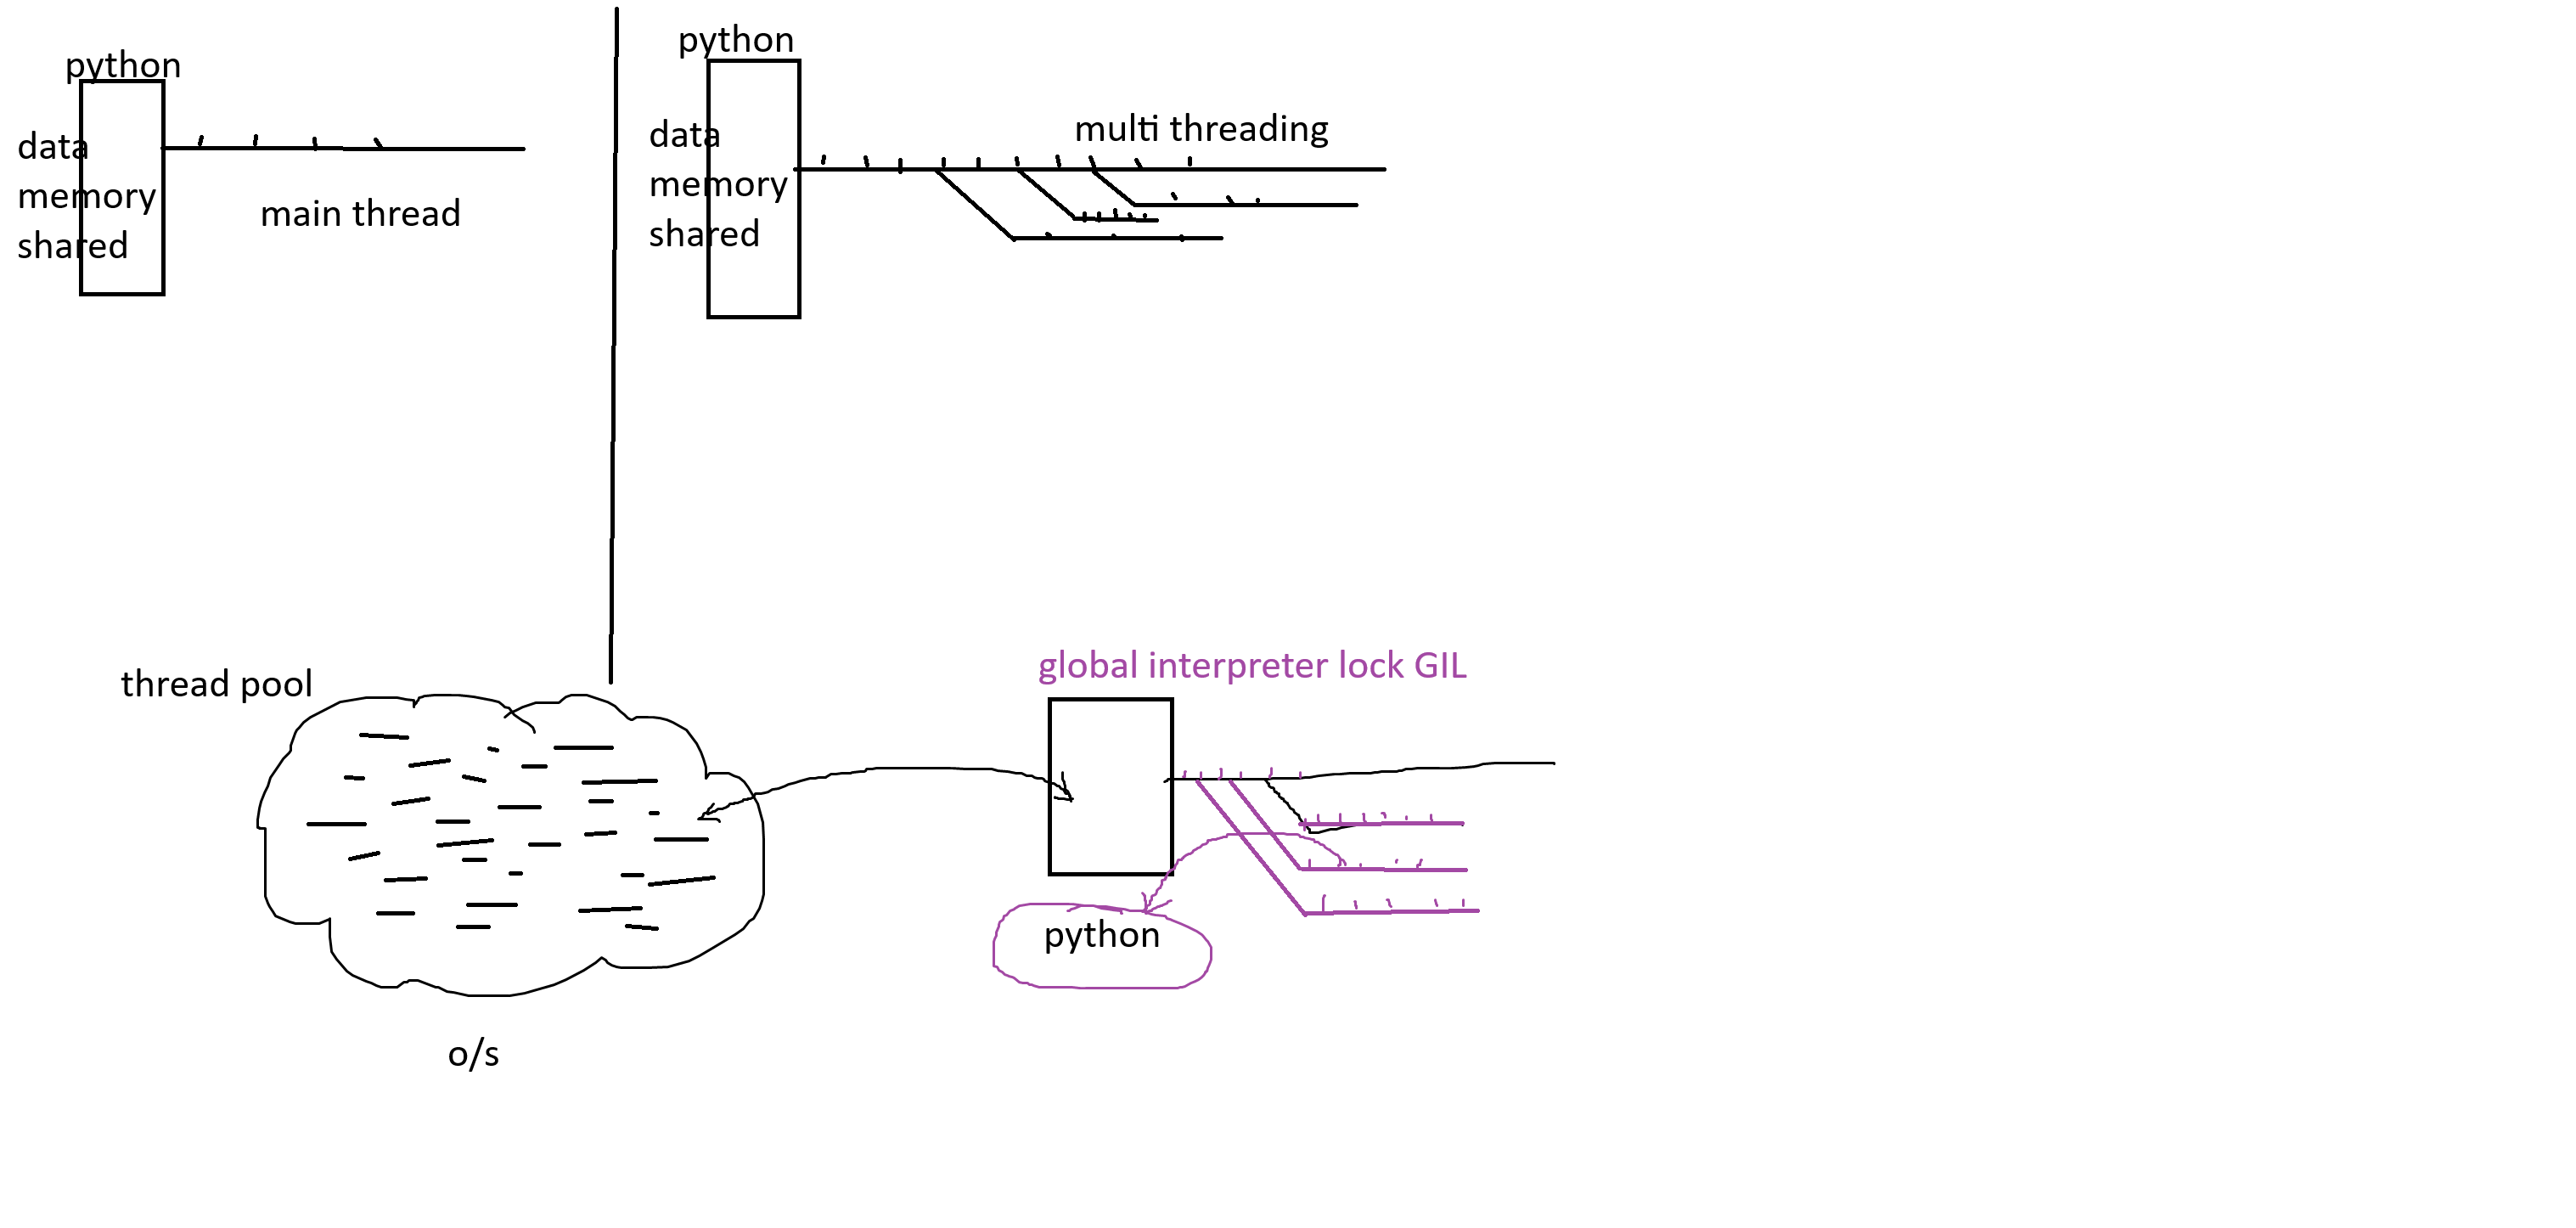 python
data
memory
shared
main thread
python
data
memory
shared
multi threading
thread pool
o/s
global interpreter lock GIL
python